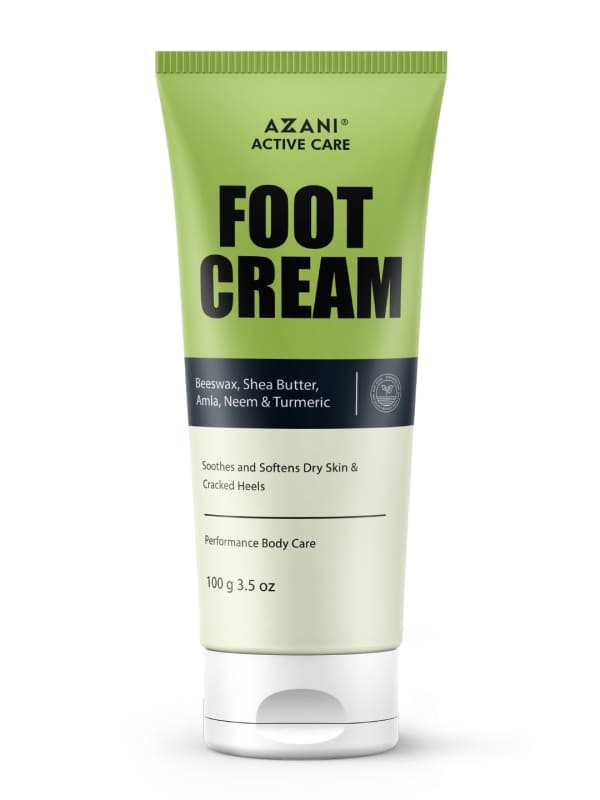 AZANI®
ACTIVE CARE
FOOT
CREAM
Beeswax, Shea Butter,
Amla, Neem & Turmeric
Soothes and Softens Dry Skin &
Cracked Heels
Performance Body Care
100 g 3.5 oz